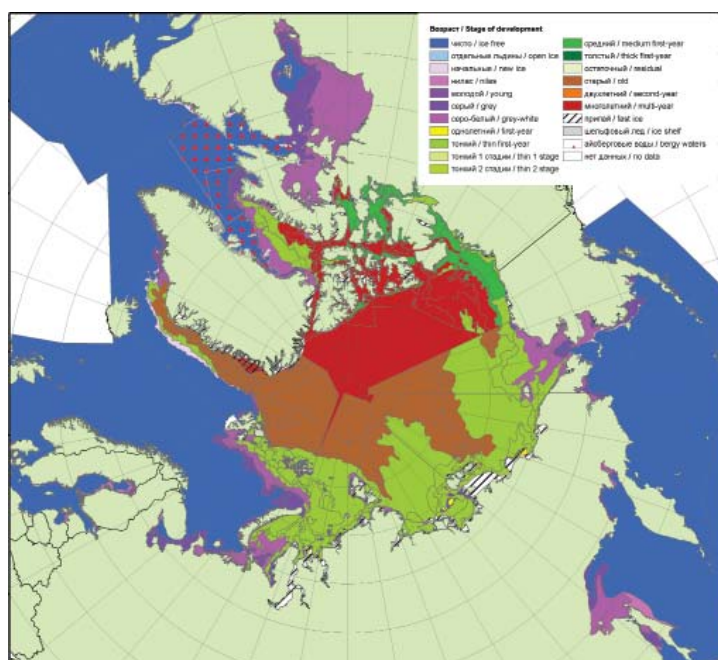 Возраст / Stage of development
чисто / ice free
отдельные льдины / open ice
начальные / new ice
нилас / nilas
молодой / young
серый / grey
серо-белый / grey-white
однолетний / first-year
тонкий / thin first-year
тонкий 1 стадии / thin 1 stage
тонкий 2 стадии / thin 2 stage
средний / medium first-year
толстый / thick first-year
остаточный / residual
старый / old
двухлетний / second-year
многолетний / multi-year
припай / fast ice
шельфовый лед / ice shelf
айсберговые воды / bergy waters
нет данных / no data